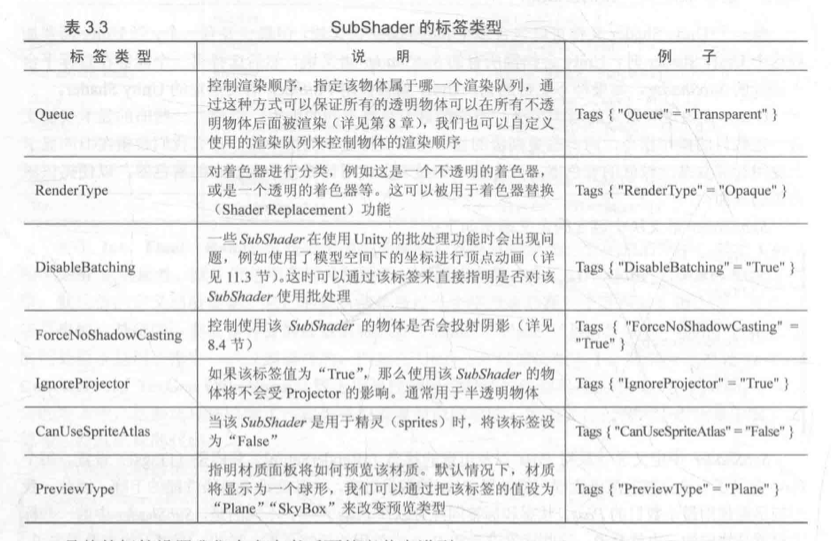 表 3.3 SubShader 的标签类型
标 签 类 型 说 明 例 子
Queue 控制渲染顺序，指定该物体属于哪一个渲染队列，通过这种方式可以保证所有的透明物体可以在所有不透明物体后面被渲染（详见第 8 章），我们也可以自定义使用的渲染队列来控制物体的渲染顺序 Tags { "Queue" = "Transparent" }
RenderType 对着色器进行分类，例如这是一个不透明的着色器，或是一个透明的着色器等。这可以被用于着色器替换（Shader Replacement）功能 Tags { "RenderType" = "Opaque" }
DisableBatching 一些 SubShader 在使用 Unity 的批处理功能时会出现问题，例如使用了模型空间下的坐标进行顶点动画（详见 11.3 节）。这时可以通过该标签来直接指明是否对该 SubShader 使用批处理 Tags { "DisableBatching" = "True" }
ForceNoShadowCasting 控制使用该 SubShader 的物体是否会投射阴影（详见 8.4 节） Tags { "ForceNoShadowCasting" = "True" }
IgnoreProjector 如果该标签值为“True”，那么使用该 SubShader 的物体将不会受 Projector 的影响。通常用于半透明物体 Tags { "IgnoreProjector" = "True" }
CanUseSpriteAtlas 当该 SubShader 是用于精灵（sprites）时，将该标签设为“False” Tags { "CanUseSpriteAtlas" = "False" }
PreviewType 指明材质面板将如何预览该材质。默认情况下，材质将显示为一个球形，我们可以通过把该标签的值设为“Plane”“SkyBox”来改变预览类型 Tags { "PreviewType" = "Plane" }